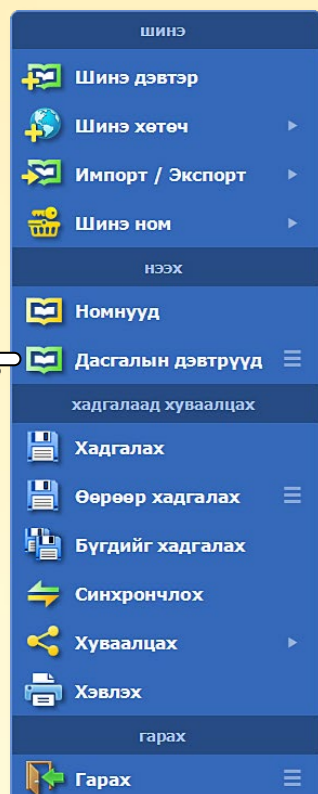 шинэ
Шинэ дэвтэр
Шинэ хөтөч
Импорт / Экспорт
Шинэ ном
нээх
Номнууд
Дасгалын дэвтрүүд
хадгалаад хуваалцах
Хадгалах
Өөрөөр хадгалах
Бүгдийг хадгалах
Синхрончлох
Хуваалцах
Хэвлэх
гарах
Гарах